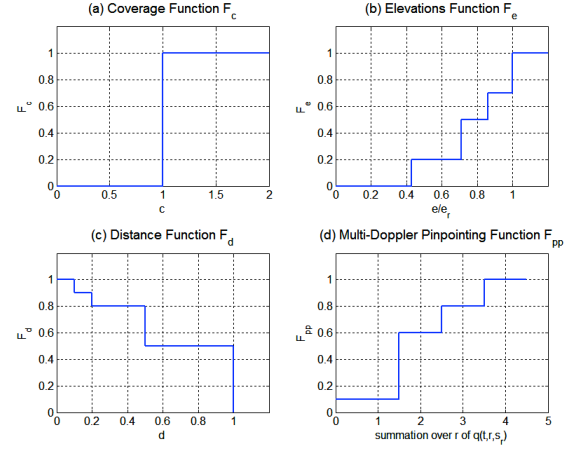 (a) Coverage Function F_c
(b) Elevations Function F_e
F_c
1
0.8
0.6
0.4
0.2
0
0 0.5 1 1.5 2
c
F_e
1
0.8
0.6
0.4
0.2
0
0 0.2 0.4 0.6 0.8 1
e/e_r
(c) Distance Function F_d
(d) Multi-Doppler Pinpointing Function F_pp
F_d
1
0.8
0.6
0.4
0.2
0
0 0.2 0.4 0.6 0.8 1
d
F_pp
1
0.8
0.6
0.4
0.2
0
0 1 2 3 4 5
summation over r of q(t,r,s_r)